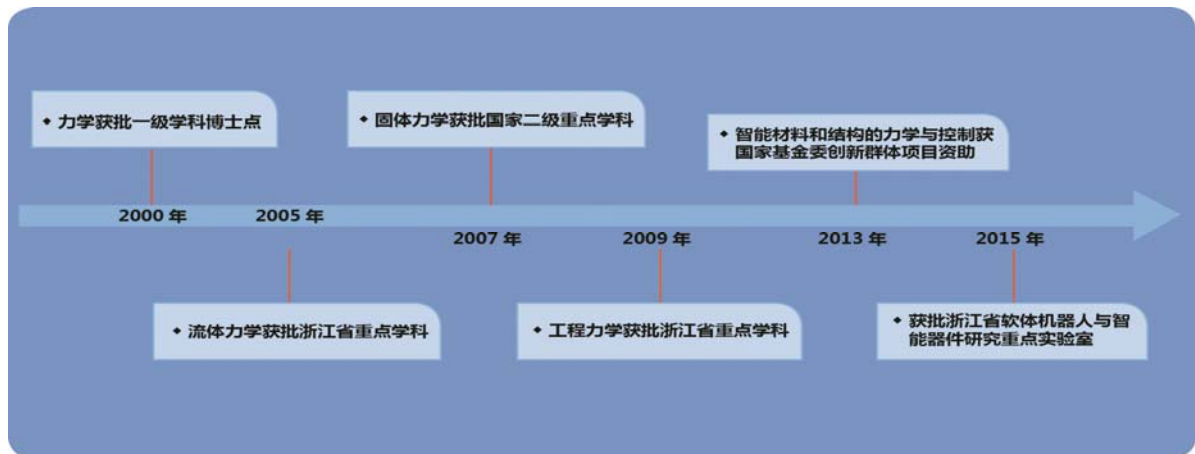 ◆ 力学获批一级学科博士点
◆ 固体力学获批国家二级重点学科
◆ 智能材料和结构的力学与控制获
国家基金委创新群体项目资助
2000 年
2005 年
2007 年
2009 年
2013 年
2015 年
◆ 流体力学获批浙江省重点学科
◆ 工程力学获批浙江省重点学科
◆ 获批浙江省软体机器人与智
能器件研究重点实验室